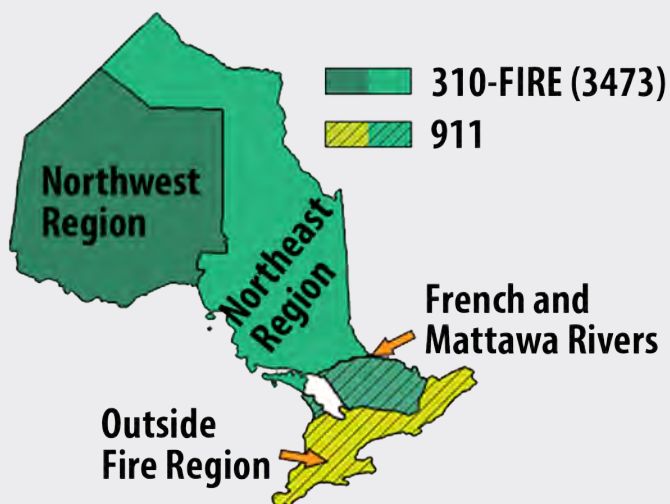 310-FIRE (3473)
911
Northwest
Region
Northeast
Region
French and
Mattawa Rivers
Outside
Fire Region